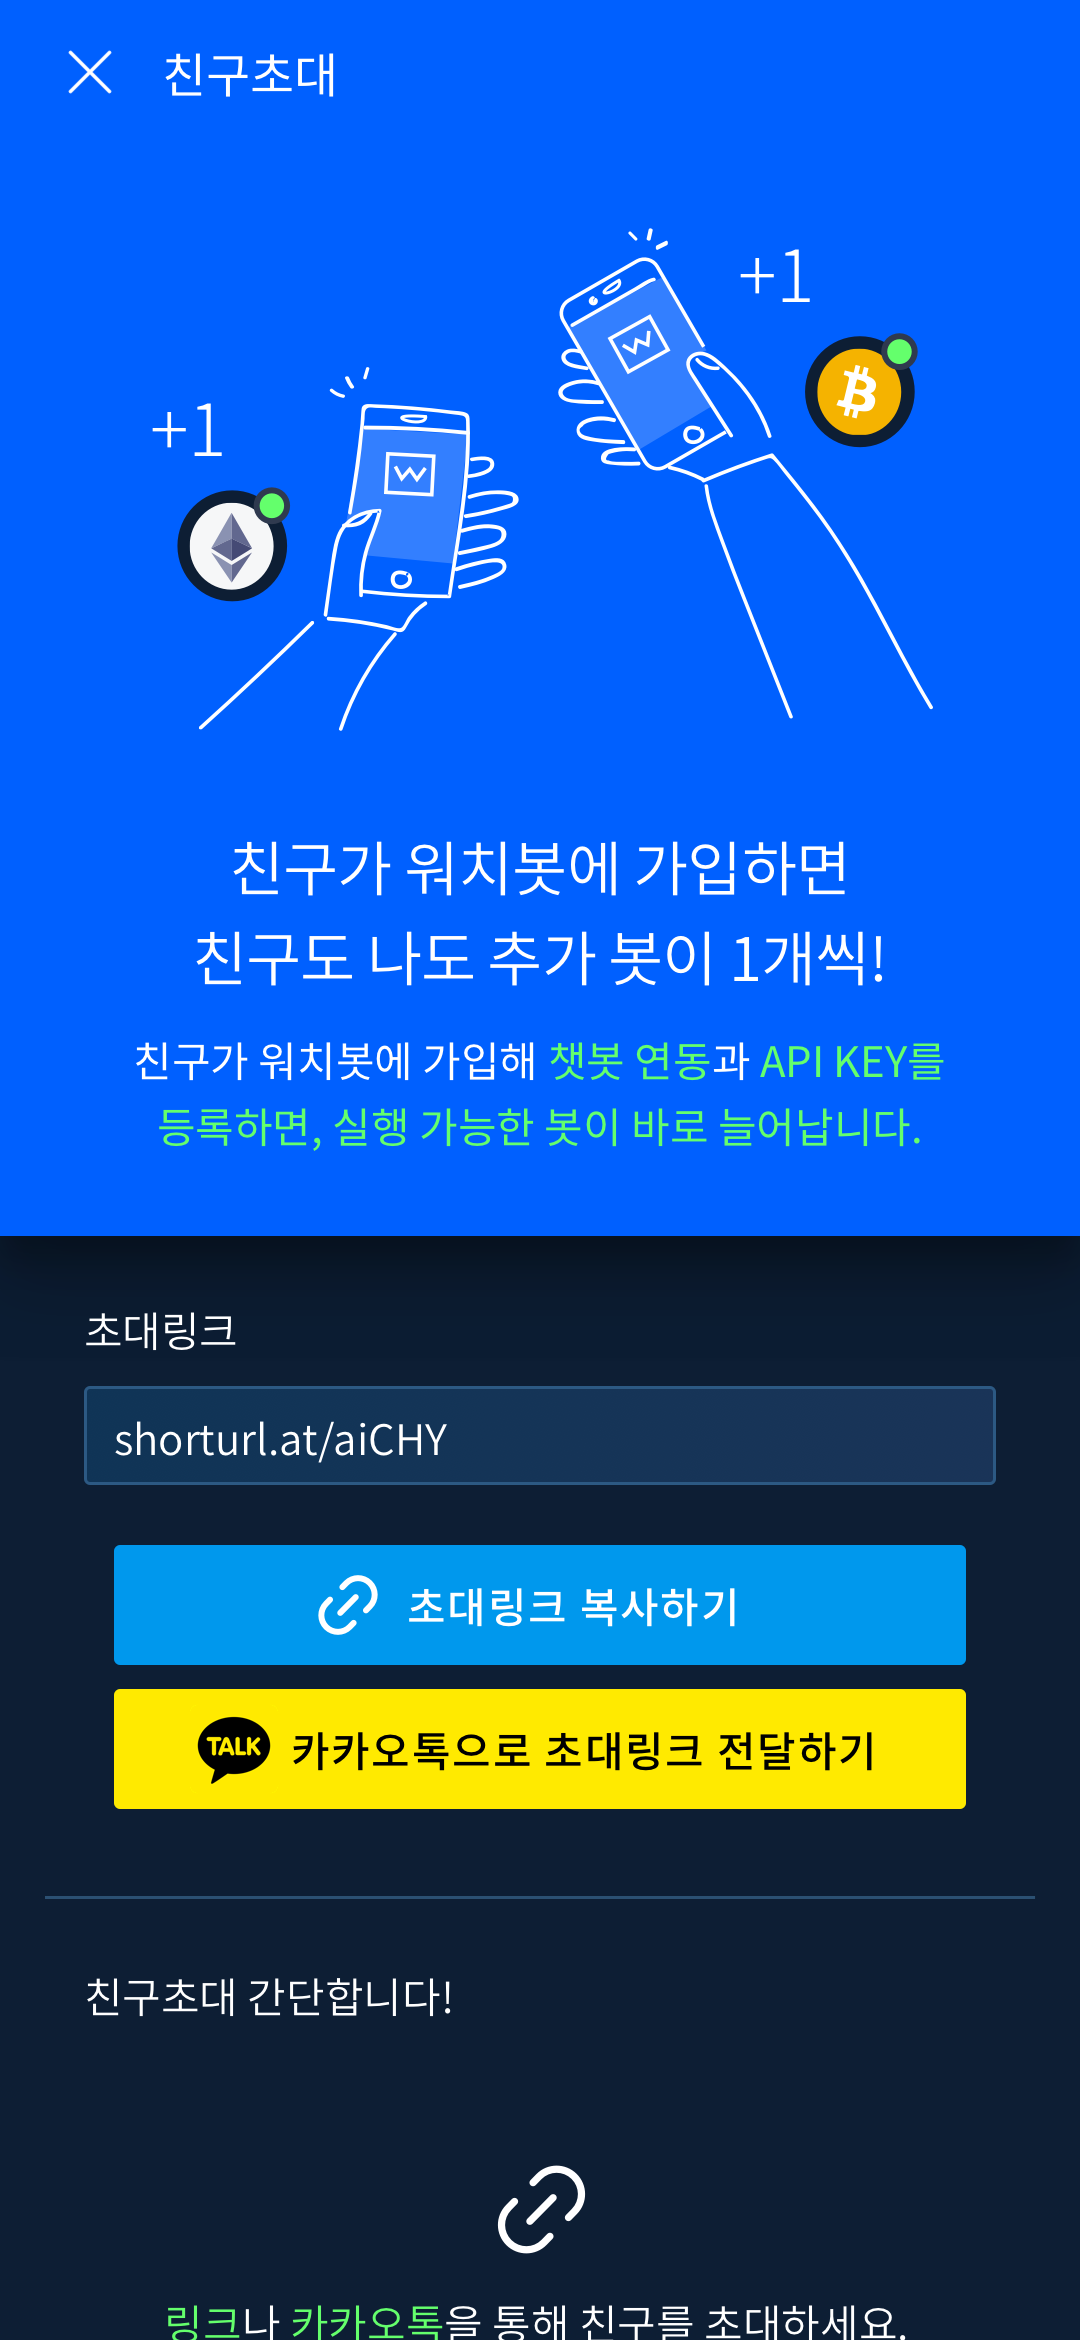 친구초대
+1
+1
친구가 워치봇에 가입하면
친구도 나도 추가 봇이 1개씩!
친구가 워치봇에 가입해 챗봇 연동과 API KEY를
등록하면, 실행 가능한 봇이 바로 늘어납니다.
초대링크
shorturl.at/aiCHY
초대링크 복사하기
TALK 카카오톡으로 초대링크 전달하기
친구초대 간단합니다!
링크나 카카오톡을 통해 친구를 초대하세요.